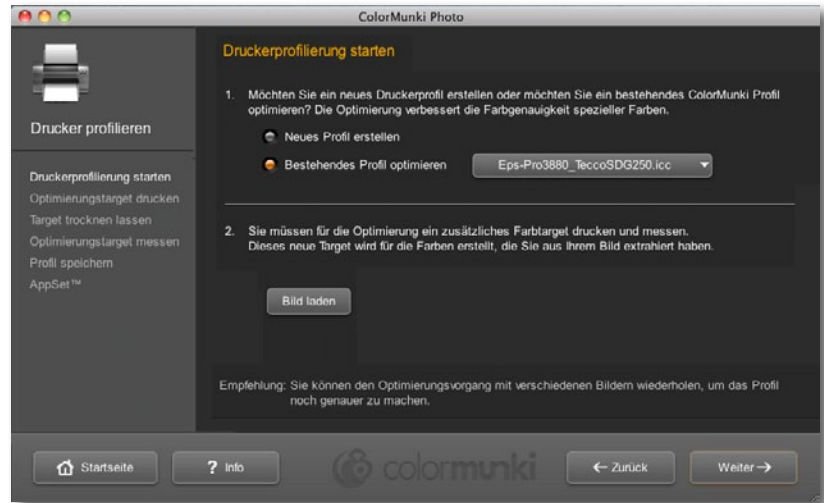 ColorMunki Photo
Drucker profilieren
Druckerprofilierung starten
Optimierungstarget drucken
Target trocknen lassen
Optimierungstarget messen
Profil speichern
AppSet™
Druckerprofilierung starten
1. Möchten Sie ein neues Druckerprofil erstellen oder möchten Sie ein bestehendes ColorMunki Profil
optimieren? Die Optimierung verbessert die Farbgenauigkeit spezieller Farben.
Neues Profil erstellen
Bestehendes Profil optimieren Eps-Pro3880_TeccoSDG250.icc
2. Sie müssen für die Optimierung ein zusätzliches Farbtarget drucken und messen.
Dieses neue Target wird für die Farben erstellt, die Sie aus Ihrem Bild extrahiert haben.
Bild laden
Empfehlung: Sie können den Optimierungsvorgang mit verschiedenen Bildern wiederholen, um das Profil
noch genauer zu machen.
Startseite ? Info colormunki ← Zurück Weiter →